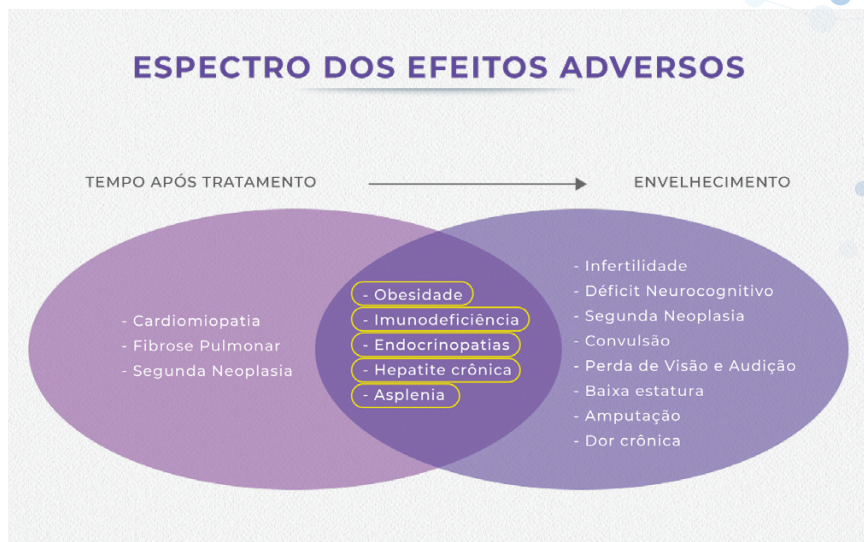 ESPECTRO DOS EFEITOS ADVERSOS
TEMPO APÓS TRATAMENTO
ENVELHECIMENTO
- Cardiomiopatia
- Fibrose Pulmonar
- Segunda Neoplasia
- Obesidade
- Imunodeficiência
- Endocrinopatias
- Hepatite crônica
- Asplenia
- Infertilidade
- Déficit Neurocognitivo
- Segunda Neoplasia
- Convulsão
- Perda de Visão e Audição
- Baixa estatura
- Amputação
- Dor crônica